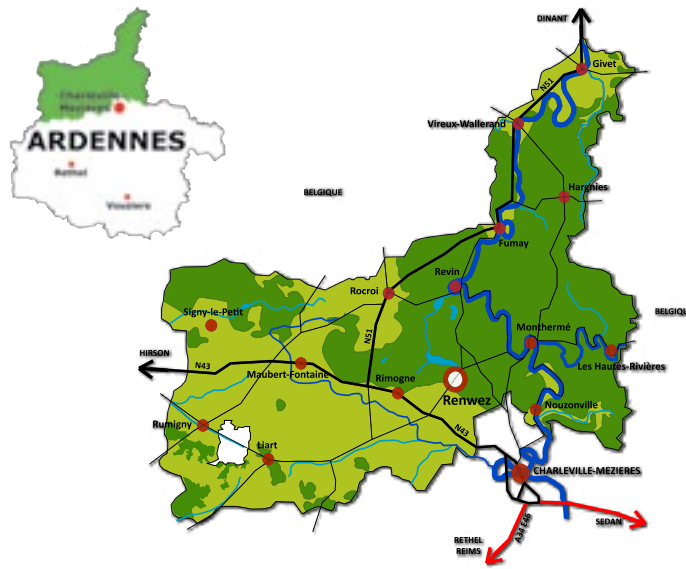 DINANT
Givet
N51
Charleville
Mezieres
Vireux-Wallerand
ARDENNES
Rethel
Hargnies
BELGIQUE
Vouziers
Fumay
Revin
Rocroi
Signy-le-Petit
BELGIQU
Monthermé
N51
HIRSON
N43
Maubert-Fontaine
Les Hautes-Rivières
Rimogne
Renwez
Nouzonville
Rumigny
N43
Liart
CHARLEVILLE-MEZIERES
A34 E46
SEDAN
RETHEL
REIMS